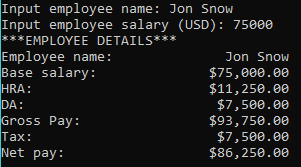 Input employee name: Jon Snow
Input employee salary (USD): 75000
***EMPLOYEE DETAILS***
Employee name: Jon Snow
Base salary: $75,000.00
HRA: $11,250.00
DA: $7,500.00
Gross Pay: $93,750.00
Tax: $7,500.00
Net pay: $86,250.00